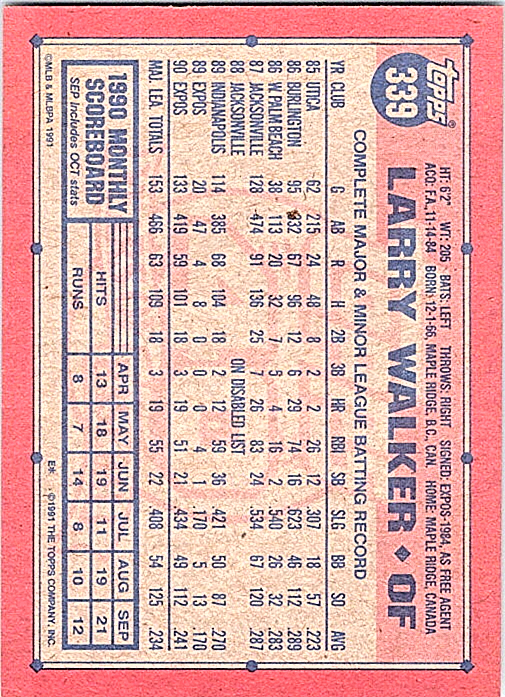 Topps®
339
HT: 6'2" WT: 205 BATS: LEFT THROWS: RIGHT SIGNED: EXPOS-1984, AS FREE AGENT
ACQ: FA, 11-14-84 BORN: 12-1-66, MAPLE RIDGE, B.C., CAN. HOME: MAPLE RIDGE CANADA
LARRY WALKER ◆ OF
COMPLETE MAJOR & MINOR LEAGUE BATTING RECORD
YR CLUB G AB R H 2B 3B HR RBI SB SLG BB SO AVG
85 UTICA 62 215 24 48 8 2 2 26 12 .307 18 57 .223
86 BURLINGTON 95 332 67 96 12 6 29 74 16 .623 46 112 .289
86 W. PALM BEACH 38 113 20 32 7 5 4 16 2 .540 26 32 .283
87 JACKSONVILLE 128 474 91 136 25 7 26 83 24 .534 67 120 .287
88 JACKSONVILLE ON DISABLED LIST
89 INDIANAPOLIS 114 385 68 104 18 2 12 59 36 .421 50 87 .270
89 EXPOS 20 47 4 8 0 0 0 4 1 .170 5 13 .170
90 EXPOS 133 419 59 101 18 3 19 51 21 .434 49 112 .241
MAJ. LEA. TOTALS 153 466 63 109 18 3 19 55 22 .408 54 125 .234
1990 MONTHLY
SCOREBOARD
SEP Includes OCT stats
APR MAY JUN JUL AUG SEP
HITS 13 18 19 11 19 21
RUNS 8 7 14 8 10 12
©MLB & MLBPA 1991
E* ©1991 THE TOPPS COMPANY, INC.